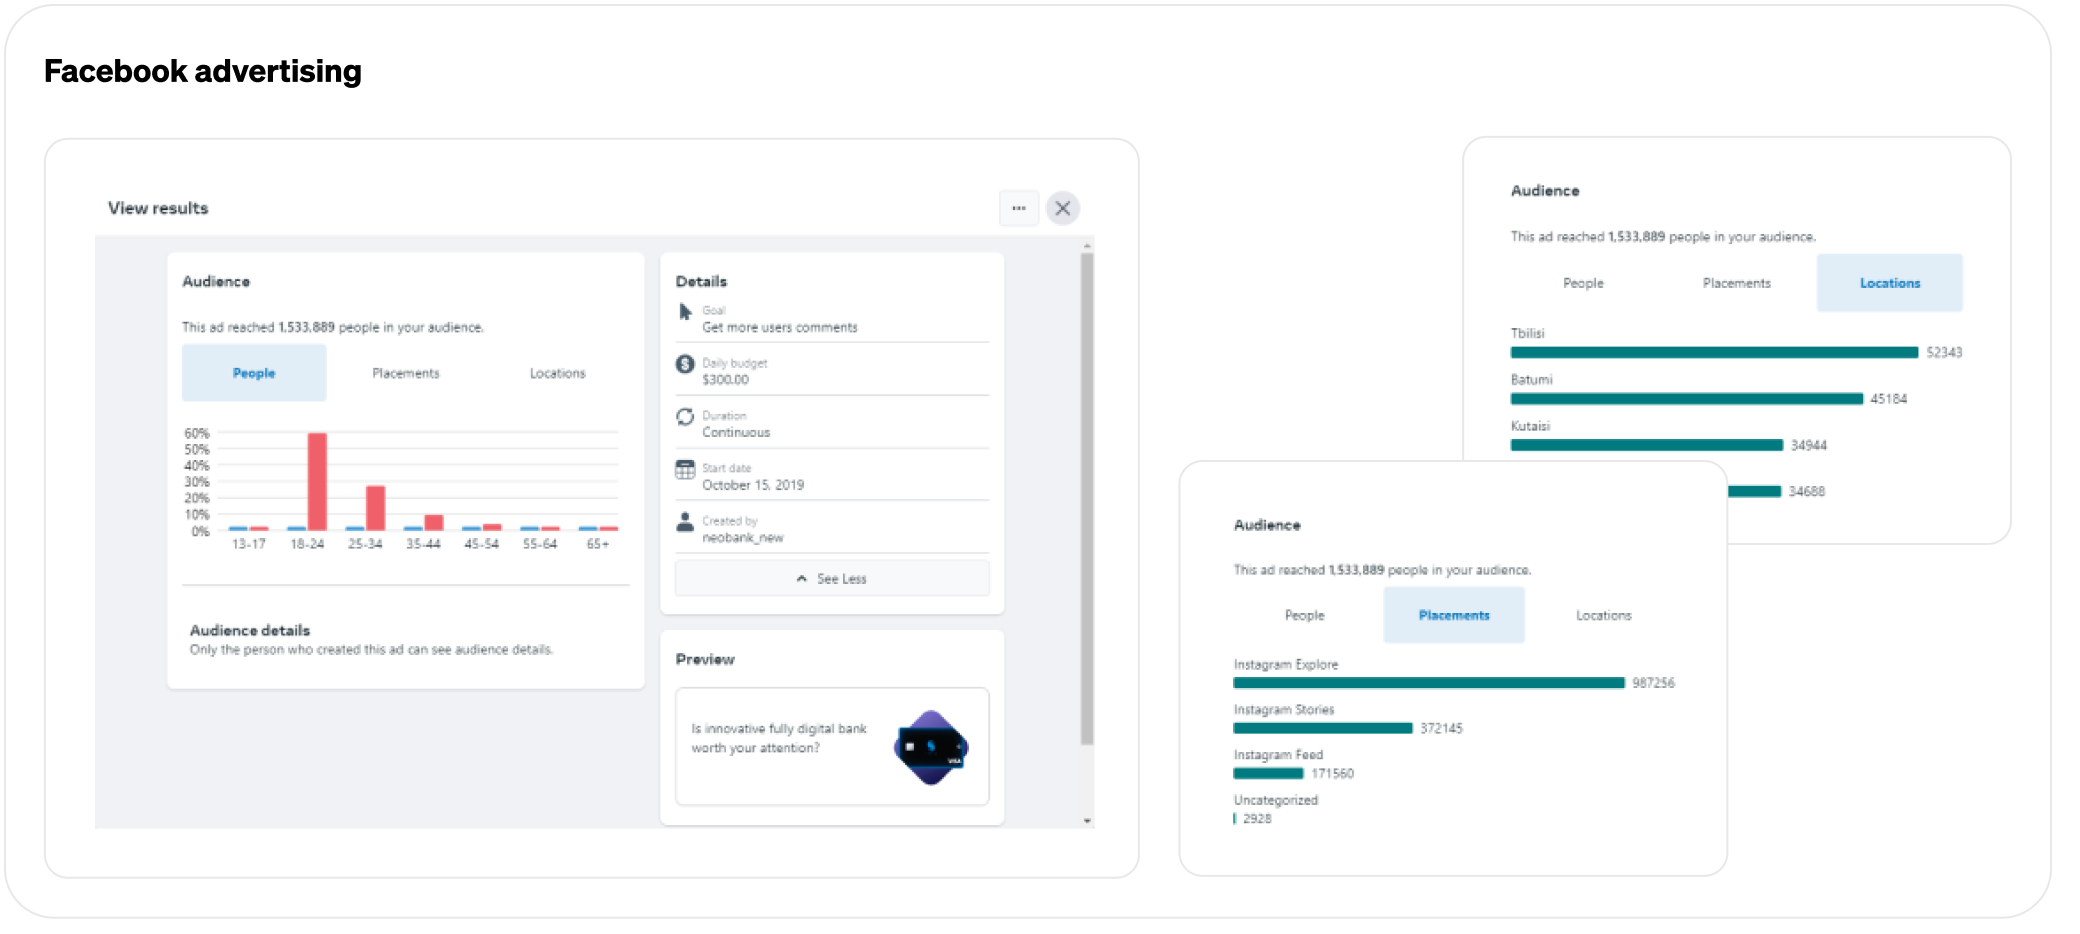 Facebook advertising
View results
Audience
This ad reached 1,533,889 people in your audience.
People Placements Locations
60%
50%
40%
30%
20%
10%
0%
13-17 18-24 25-34 35-44 45-54 55-64 65+
Audience details
Only the person who created this ad can see audience details.
Details
Goal
Get more users comments
Daily budget
$300.00
Duration
Continuous
Start date
October 15, 2019
Created by
neobank_new
See Less
Preview
Is innovative fully digital bank
worth your attention?
VISA
Audience
This ad reached 1,533,889 people in your audience.
People Placements Locations
Tbilisi
52343
Batumi
45184
Kutaisi
34944
34688
Audience
This ad reached 1,533,889 people in your audience.
People Placements Locations
Instagram Explore
987256
Instagram Stories
372145
Instagram Feed
171560
Uncategorized
2928